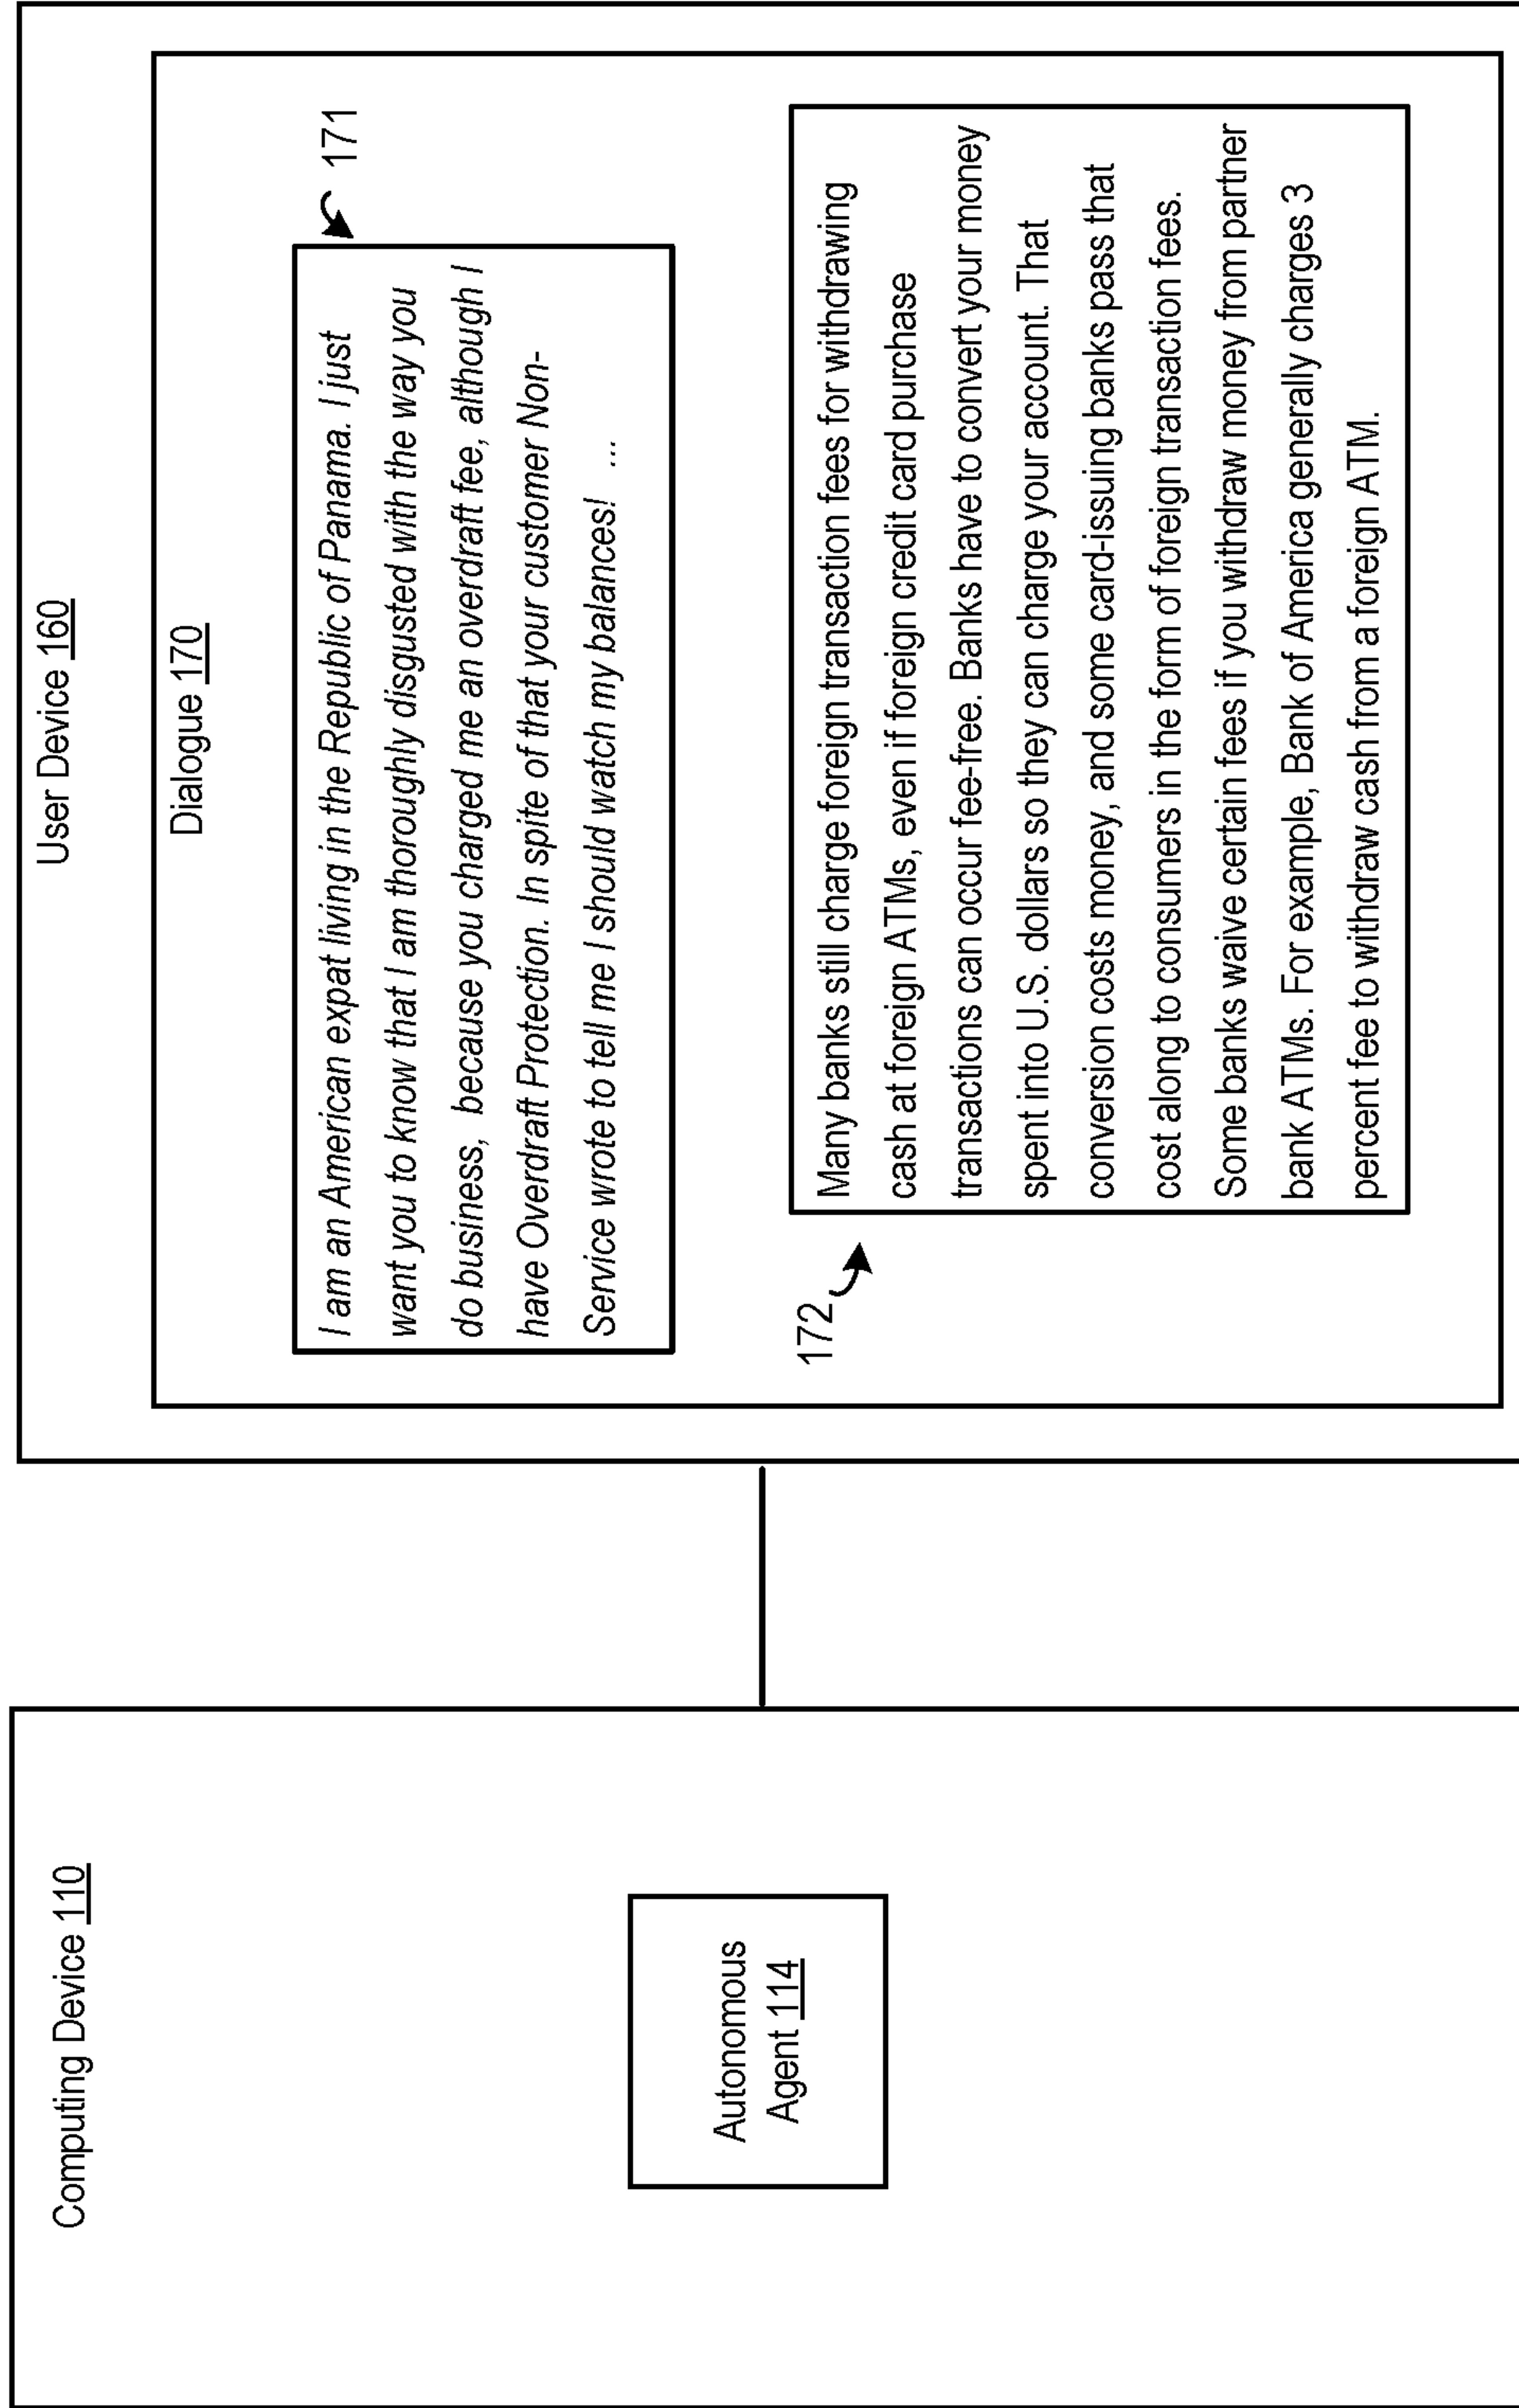 Computing Device 110
Autonomous
Agent 114
User Device 160
Dialogue 170
171
I am an American expat living in the Republic of Panama. I just
want you to know that I am thoroughly disgusted with the way you
do business, because you charged me an overdraft fee, although I
have Overdraft Protection. In spite of that your customer Non-
Service wrote to tell me I should watch my balances! ...
172
Many banks still charge foreign transaction fees for withdrawing
cash at foreign ATMs, even if foreign credit card purchase
transactions can occur fee-free. Banks have to convert your money
spent into U.S. dollars so they can charge your account. That
conversion costs money, and some card-issuing banks pass that
cost along to consumers in the form of foreign transaction fees.
Some banks waive certain fees if you withdraw money from partner
bank ATMs. For example, Bank of America generally charges 3
percent fee to withdraw cash from a foreign ATM.